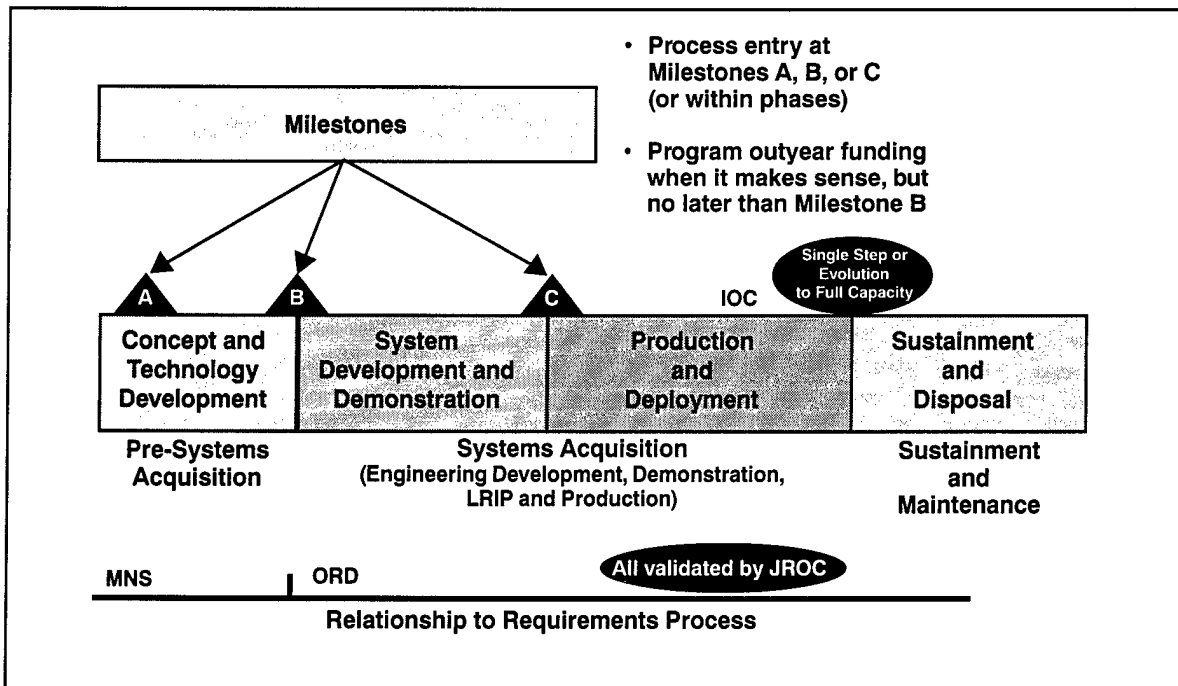 • Process entry at
Milestones A, B, or C
(or within phases)
• Program outyear funding
when it makes sense, but
no later than Milestone B
Milestones
A
B
C
IOC
Single Step or
Evolution
to Full Capacity
Concept and
Technology
Development
System
Development and
Demonstration
Production
and
Deployment
Sustainment
and
Disposal
Pre-Systems
Acquisition
Systems Acquisition
(Engineering Development, Demonstration,
LRIP and Production)
Sustainment
and
Maintenance
MNS
ORD
All validated by JROC
Relationship to Requirements Process